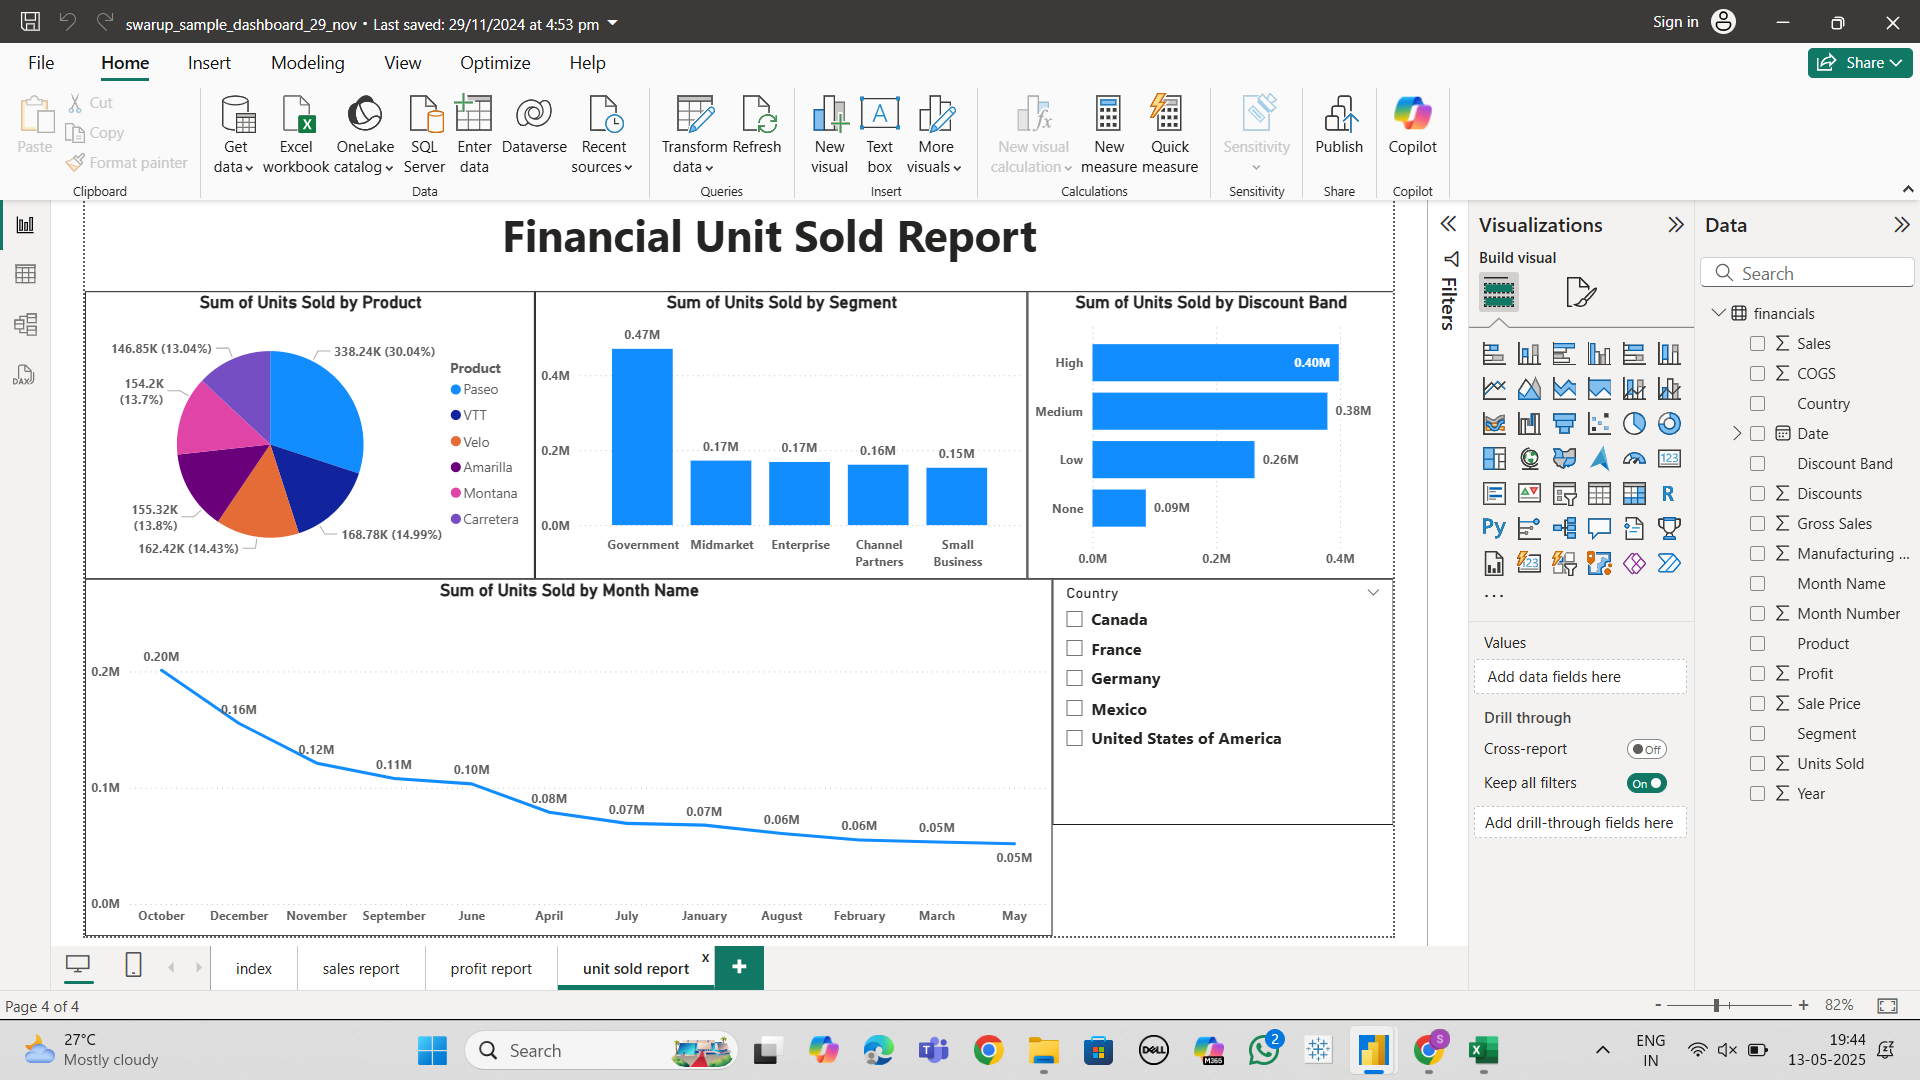 swarup_sample_dashboard_29_nov • Last saved: 29/11/2024 at 4:53 pm
Sign in
File
Home
Insert
Modeling
View
Optimize
Help
Share
Paste
Cut
Copy
Format painter
Clipboard
Get data
Excel workbook
OneLake catalog
SQL Server
Enter data
Dataverse
Recent sources
Data
Transform data
Refresh
Queries
New visual
A
Text box
More visuals
Insert
fx
New visual calculation
New measure
Quick measure
Calculations
Sensitivity
Sensitivity
Publish
Share
Copilot
Copilot
Financial Unit Sold Report
Sum of Units Sold by Product
146.85K (13.04%)
338.24K (30.04%)
154.2K
(13.7%)
155.32K
(13.8%)
162.42K (14.43%)
168.78K (14.99%)
Product
Paseo
VTT
Velo
Amarilla
Montana
Carretera
Sum of Units Sold by Segment
0.4M
0.2M
0.0M
0.47M
0.17M
0.17M
0.16M
0.15M
Government
Midmarket
Enterprise
Channel Partners
Small Business
Sum of Units Sold by Discount Band
High
0.40M
Medium
0.38M
Low
0.26M
None
0.09M
0.0M
0.2M
0.4M
Sum of Units Sold by Month Name
0.2M
0.1M
0.0M
0.20M
0.16M
0.12M
0.11M
0.10M
0.08M
0.07M
0.07M
0.06M
0.06M
0.05M
0.05M
October
December
November
September
June
April
July
January
August
February
March
May
Country
Canada
France
Germany
Mexico
United States of America
Filters
Visualizations
Build visual
123
R
Py
123
...
Values
Add data fields here
Drill through
Cross-report
Off
Keep all filters
On
Add drill-through fields here
Data
Search
financials
Sales
COGS
Country
Date
Discount Band
Discounts
Gross Sales
Manufacturing ...
Month Name
Month Number
Product
Profit
Sale Price
Segment
Units Sold
Year
DAX
index
sales report
profit report
unit sold report
x
+
Page 4 of 4
-
+
82%
27°C
Mostly cloudy
Search
DELL
M365
2
S
ENG
IN
19:44
13-05-2025